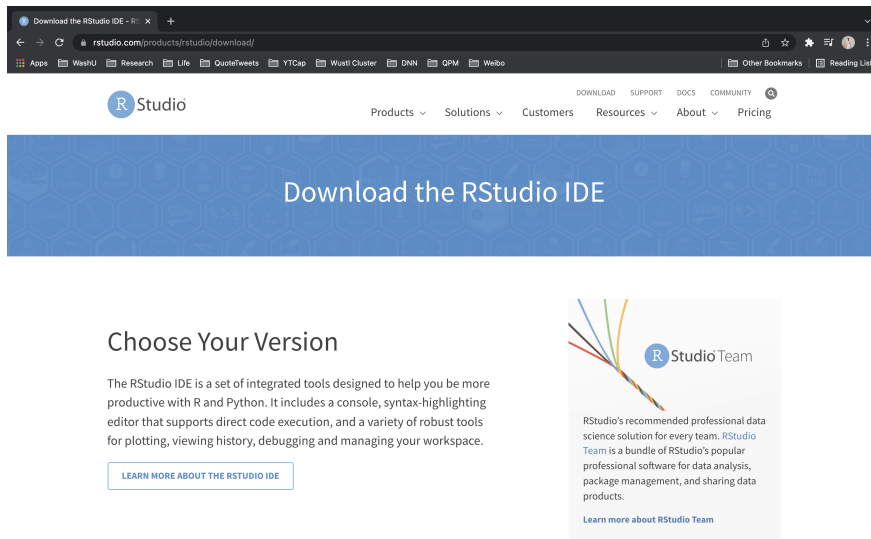 Download the RStudio IDE - RS
rstudio.com/products/rstudio/download/
Apps WashU Research Life QuoteTweets YTCap Wustl Cluster DNN QPM Weibo Other Bookmarks Reading List
R Studio
DOWNLOAD SUPPORT DOCS COMMUNITY
Products Solutions Customers Resources About Pricing
Download the RStudio IDE
Choose Your Version
The RStudio IDE is a set of integrated tools designed to help you be more
productive with R and Python. It includes a console, syntax-highlighting
editor that supports direct code execution, and a variety of robust tools
for plotting, viewing history, debugging and managing your workspace.
LEARN MORE ABOUT THE RSTUDIO IDE
R Studio Team
RStudio's recommended professional data
science solution for every team. RStudio
Team is a bundle of RStudio's popular
professional software for data analysis,
package management, and sharing data
products.
Learn more about RStudio Team